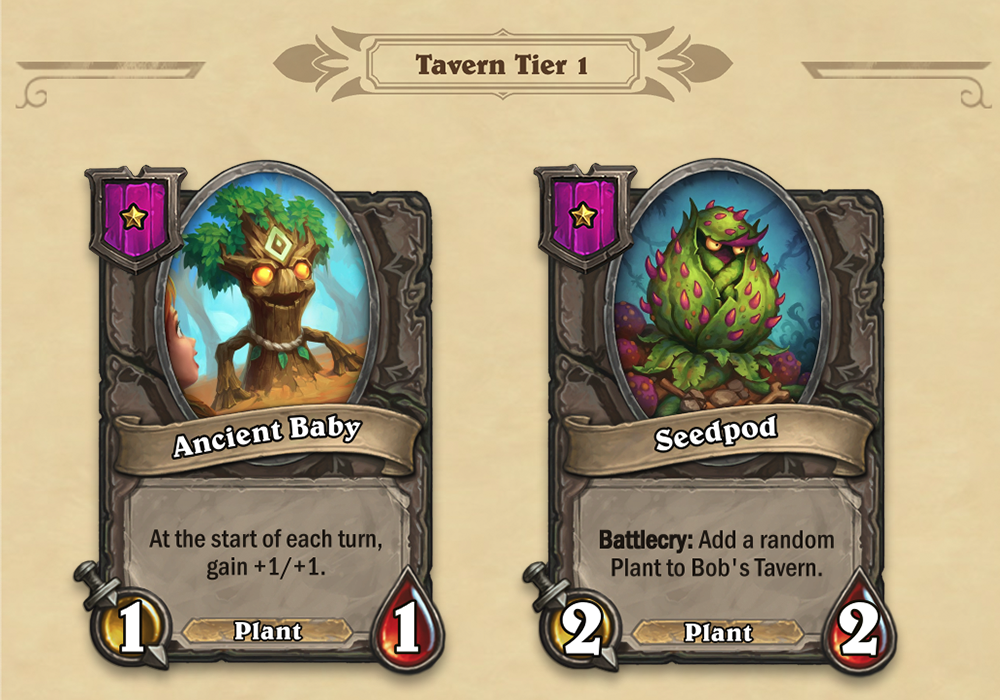 Tavern Tier 1
Ancient Baby
At the start of each turn,
gain +1/+1.
1
Plant
1
Seedpod
Battlecry: Add a random
Plant to Bob's Tavern.
2
Plant
2